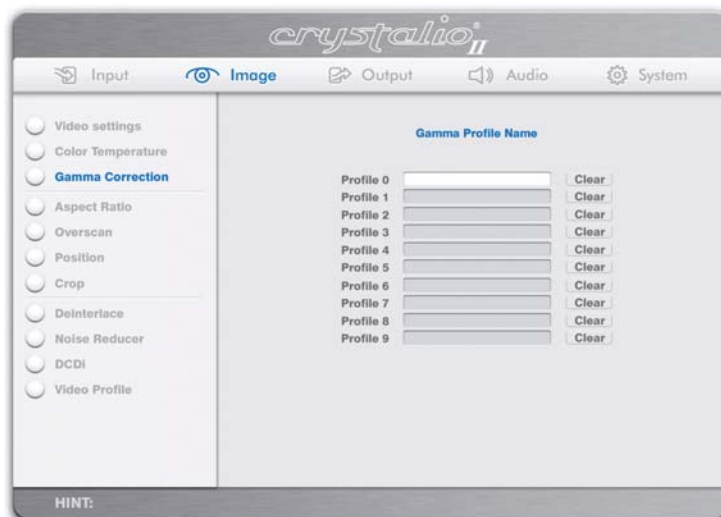 crystalio II
Input Image Output Audio System
Video settings
Color Temperature
Gamma Correction
Aspect Ratio
Overscan
Position
Crop
Deinterlace
Noise Reducer
DCDi
Video Profile
Gamma Profile Name
Profile 0 Clear
Profile 1 Clear
Profile 2 Clear
Profile 3 Clear
Profile 4 Clear
Profile 5 Clear
Profile 6 Clear
Profile 7 Clear
Profile 8 Clear
Profile 9 Clear
HINT: